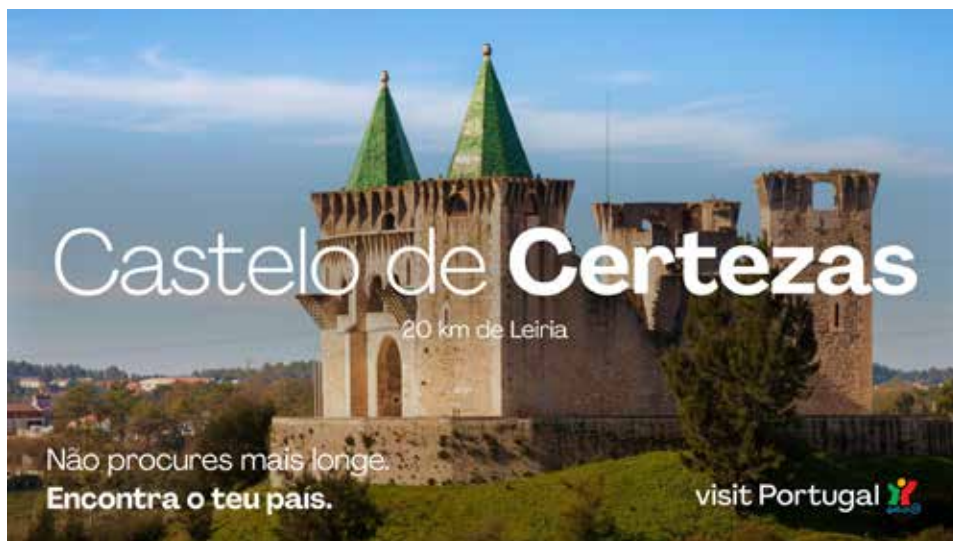 Castelo de Certezas
20 km de Leiria
Não procures mais longe.
Encontra o teu país.
visit Portugal